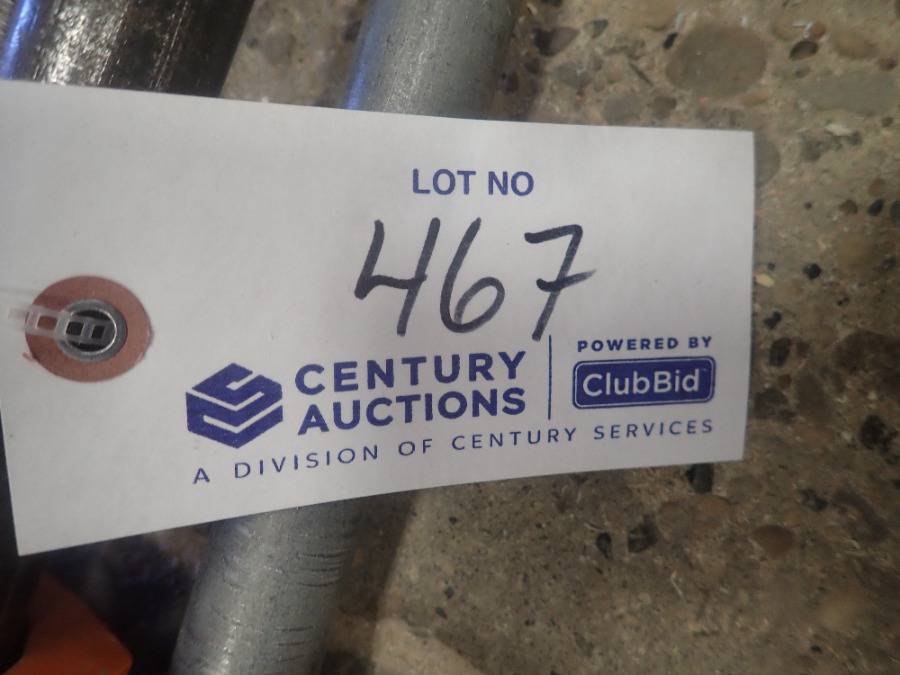 LOT NO
467
CENTURY
AUCTIONS
POWERED BY
ClubBid
A DIVISION OF CENTURY SERVICES